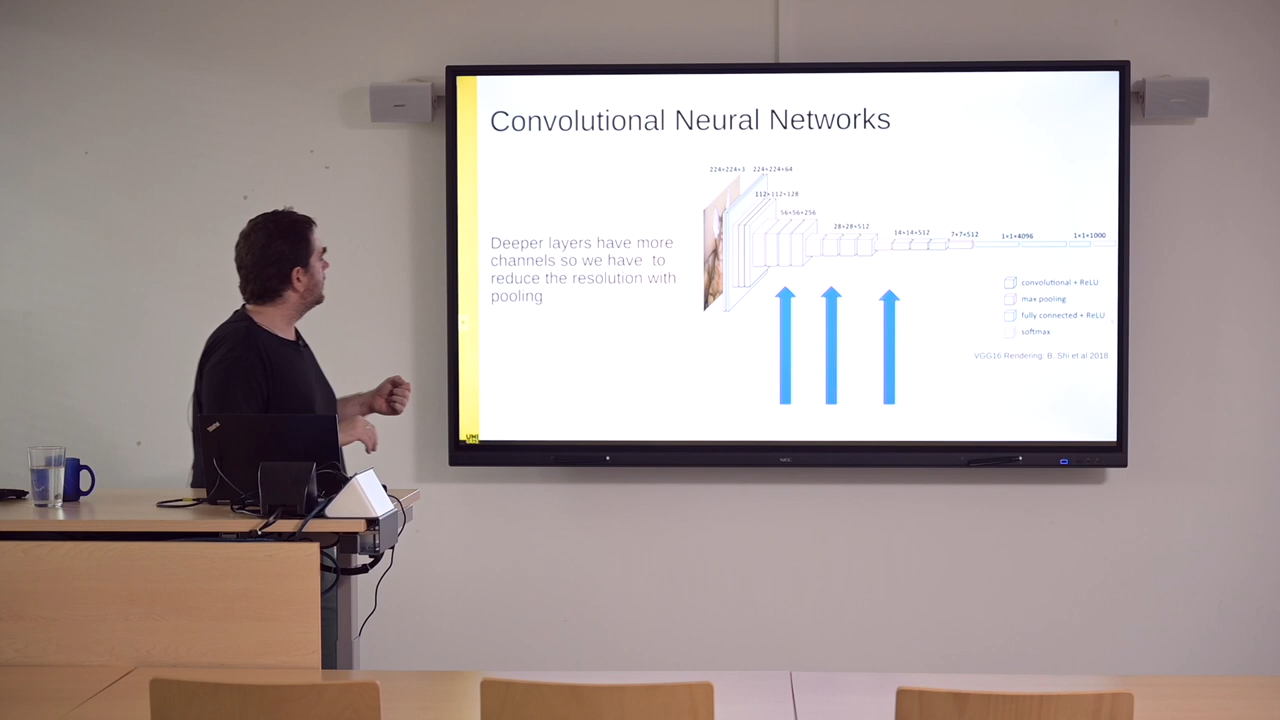 Convolutional Neural Networks
224×224×3 224×224×64
112×112×128
56×56×256
28×28×512
14×14×512
7×7×512
1×1×4096
1×1×1000
Deeper layers have more
channels so we have to
reduce the resolution with
pooling
convolutional + ReLU
max pooling
fully connected + ReLU
softmax
VGG16 Rendering: B. Shi et al 2018
UNI
NEC